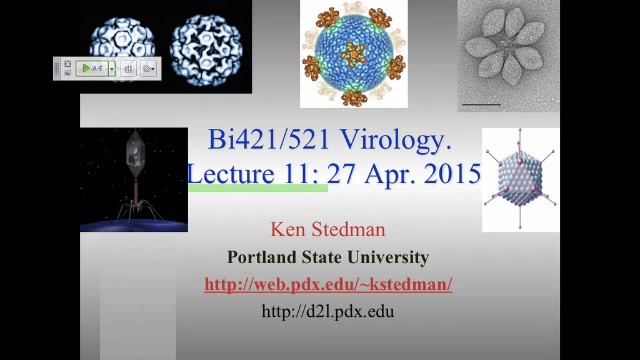 A-E
Bi421/521 Virology.
Lecture 11: 27 Apr. 2015
Ken Stedman
Portland State University
http://web.pdx.edu/~kstedman/
http://d2l.pdx.edu